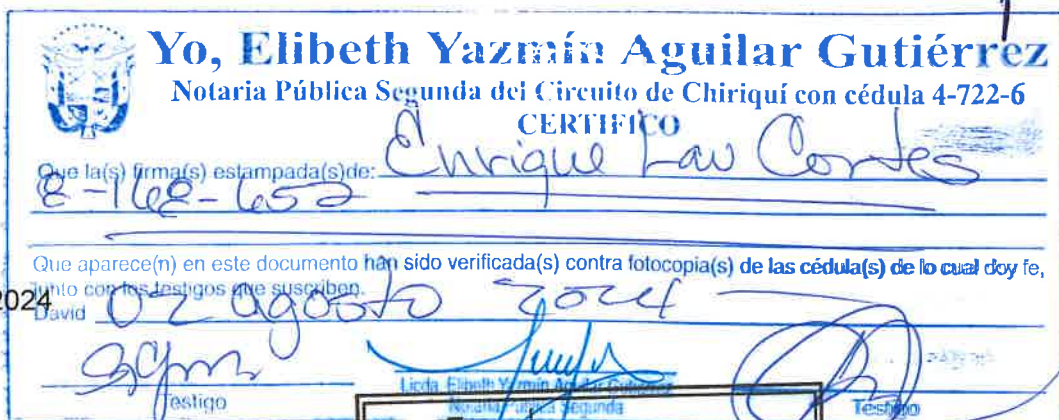 Yo, Elibeth Yazmín Aguilar Gutiérrez
Notaria Pública Segunda del Circuito de Chiriquí con cédula 4-722-6
CERTIFICO
Que la(s) firma(s) estampada(s)de: Enrique Lau Cortes
8-168-652
Que aparece(n) en este documento han sido verificada(s) contra fotocopia(s) de las cédula(s) de lo cual doy fe,
junto con los testigos que suscriben.
2024
David 02 agosto 2024
Testigo
Licda. Elibeth Yazmín Aguilar Gutiérrez
Notaria Pública Segunda
Testigo